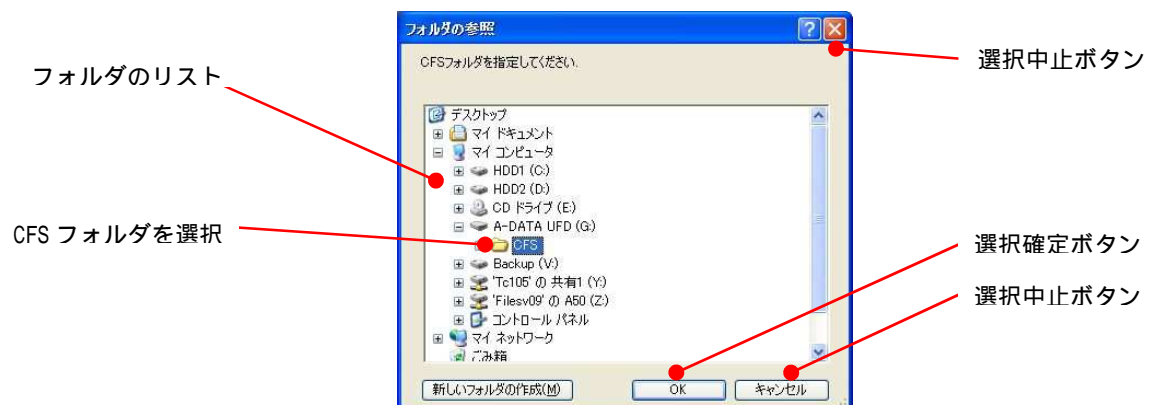 フォルダの参照
選択中止ボタン
CFSフォルダを指定してください.
フォルダのリスト
デスクトップ
マイ ドキュメント
マイ コンピュータ
HDD1 (C:)
HDD2 (D:)
CD ドライブ (E:)
A-DATA UFD (G:)
CFS フォルダを選択
CFS
選択確定ボタン
Backup (V:)
'Tc105' の 共有1 (Y:)
選択中止ボタン
'Filesv09' の A50 (Z:)
コントロール パネル
マイ ネットワーク
ごみ箱
新しいフォルダの作成(M)
OK
キャンセル